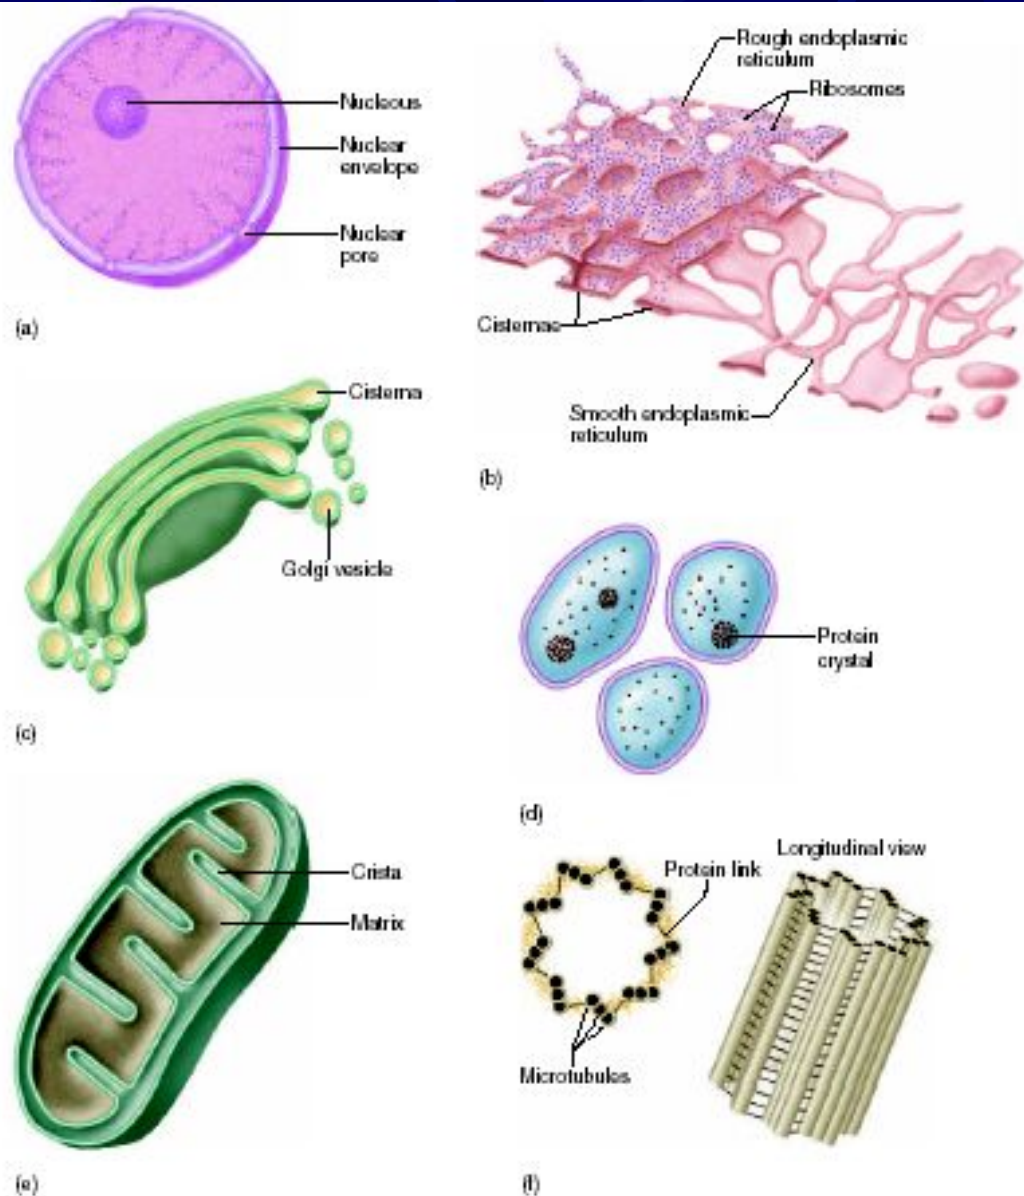 Nucleous
Nuclear
envelope
Nuclear
pore
(a)
Rough endoplasmic
reticulum
Ribosomes
Cisternae
Smooth endoplasmic
reticulum
(b)
Cisterna
Golgi vesicle
(c)
Protein
crystal
(d)
Crista
Matrix
(e)
Protein link
Longitudinal view
Microtubules
(f)